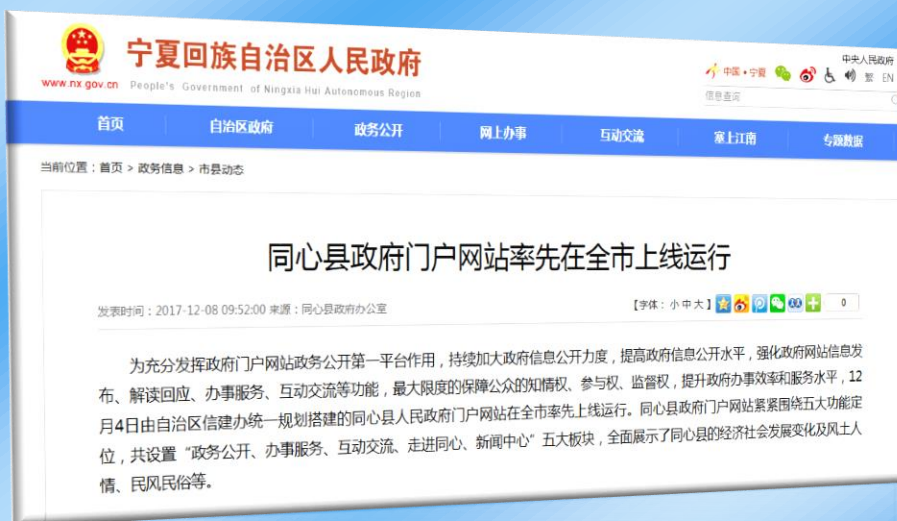 宁夏回族自治区人民政府
www.nx gov.cn People's Government of Ningxia Hui Autonomous Region
中央人民政府
中国•宁夏 繁 EN
信息查询
首页 自治区政府 政务公开 网上办事 互动交流 塞上江南 专题数据
当前位置：首页 > 政务信息 > 市县动态
同心县政府门户网站率先在全市上线运行
发表时间：2017-12-08 09:52:00 来源：同心县政府办公室 【字体：小 中 大】 0
为充分发挥政府门户网站政务公开第一平台作用，持续加大政府信息公开力度，提高政府信息公开水平，强化政府网站信息发
布、解读回应、办事服务、互动交流等功能，最大限度的保障公众的知情权、参与权、监督权，提升政府办事效率和服务水平，12
月4日由自治区信建办统一规划搭建的同心县人民政府门户网站在全市率先上线运行。同心县政府门户网站紧紧围绕五大功能定
位，共设置“政务公开、办事服务、互动交流、走进同心、新闻中心”五大板块，全面展示了同心县的经济社会发展变化及风土人
情、民风民俗等。